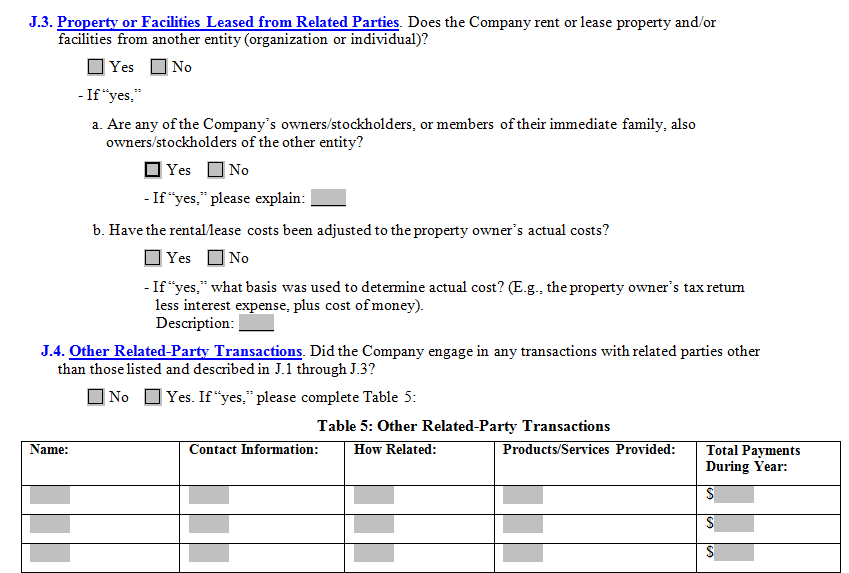 J.3. Property or Facilities Leased from Related Parties. Does the Company rent or lease property and/or
facilities from another entity (organization or individual)?
Yes No
- If “yes,”
a. Are any of the Company’s owners/stockholders, or members of their immediate family, also
owners/stockholders of the other entity?
Yes No
- If “yes,” please explain:
b. Have the rental/lease costs been adjusted to the property owner’s actual costs?
Yes No
- If “yes,” what basis was used to determine actual cost? (E.g., the property owner’s tax return
less interest expense, plus cost of money).
Description:
J.4. Other Related-Party Transactions. Did the Company engage in any transactions with related parties other
than those listed and described in J.1 through J.3?
No Yes. If “yes,” please complete Table 5:
Table 5: Other Related-Party Transactions
Name: Contact Information: How Related: Products/Services Provided: Total Payments
During Year:
$
$
$